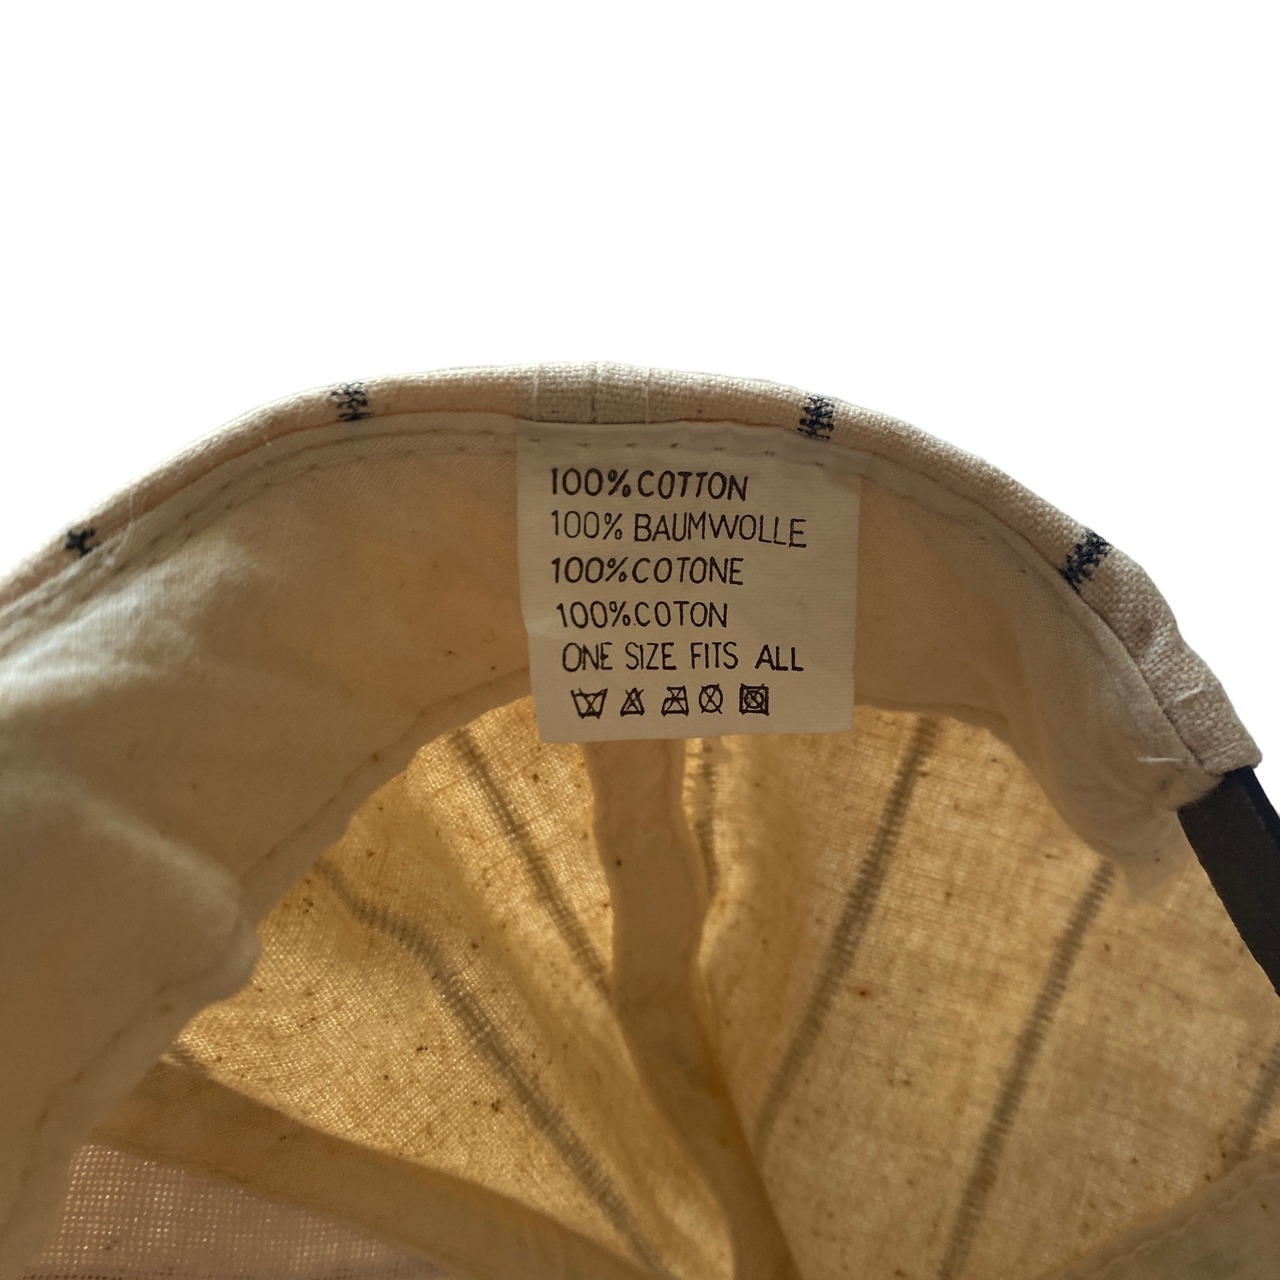 100% COTTON
100% BAUMWOLLE
100% COTONE
100% COTON
ONE SIZE FITS ALL